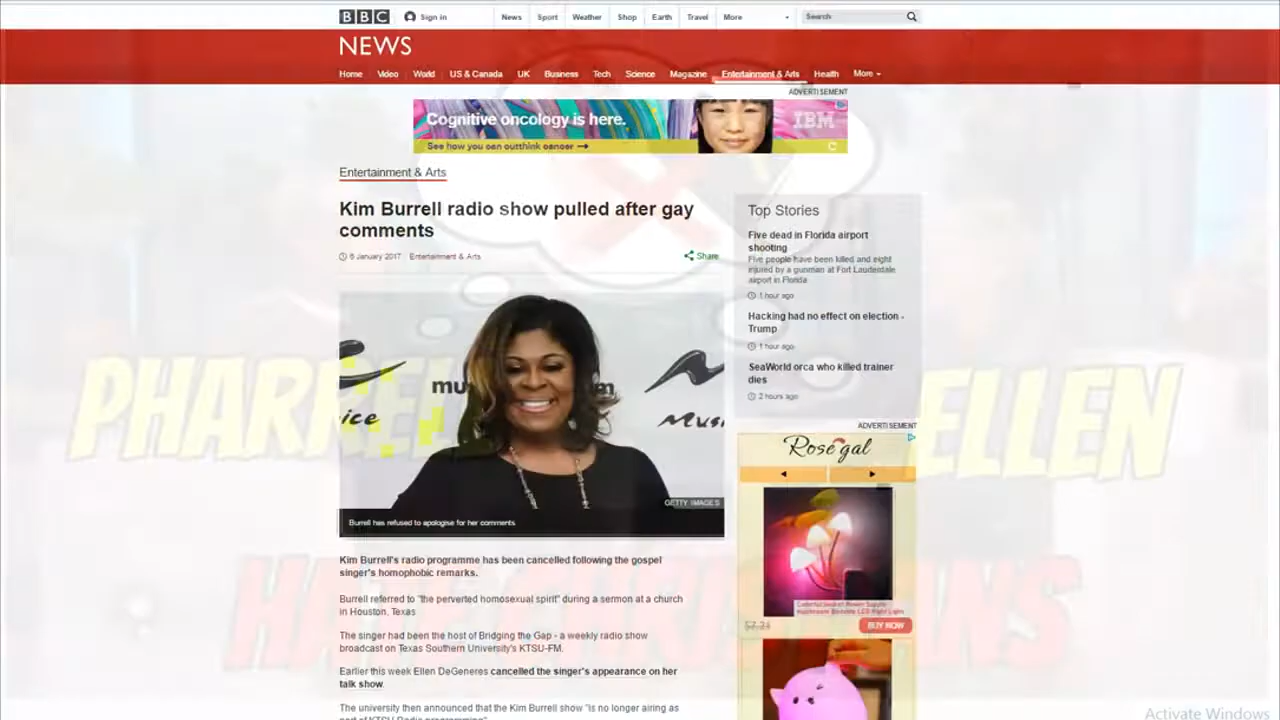 BBC Sign in News Sport Weather Shop Earth Travel More Search
NEWS
Home Video World US & Canada UK Business Tech Science Magazine Entertainment & Arts Health More
ADVERTISEMENT
Cognitive oncology is here.
IBM
See how you can outthink cancer →
Entertainment & Arts
Kim Burrell radio show pulled after gay
comments
6 January 2017 Entertainment & Arts
Share
Top Stories
Five dead in Florida airport
shooting
Five people have been killed and eight
injured by a gunman at Fort Lauderdale
airport in Florida
1 hour ago
Hacking had no effect on election -
Trump
1 hour ago
SeaWorld orca who killed trainer
dies
2 hours ago
GETTY IMAGES
Burrell has refused to apologise for her comments
ADVERTISEMENT
Rosegal
$7.21
BUY NOW
Kim Burrell's radio programme has been cancelled following the gospel
singer's homophobic remarks.
Burrell referred to "the perverted homosexual spirit" during a sermon at a church
in Houston, Texas
The singer had been the host of Bridging the Gap - a weekly radio show
broadcast on Texas Southern University's KTSU-FM.
Earlier this week Ellen DeGeneres cancelled the singer's appearance on her
talk show.
The university then announced that the Kim Burrell show "is no longer airing as
ELLEN
Activate Windows